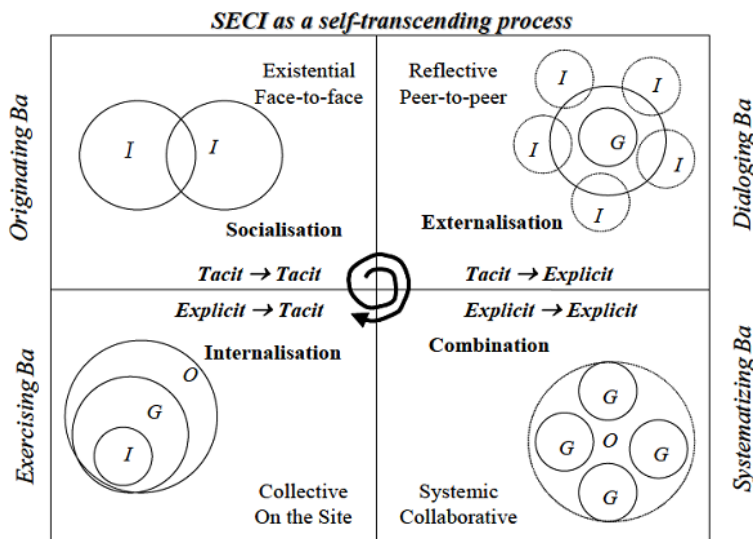 SECI as a self-transcending process
Originating Ba
Existential
Face-to-face
I
I
Socialisation
Tacit → Tacit
Reflective
Peer-to-peer
I
I
G
I
I
I
Externalisation
Tacit → Explicit
Dialoging Ba
Exercising Ba
Explicit → Tacit
Internalisation
O
G
I
Collective
On the Site
Explicit → Explicit
Combination
G
G
O
G
G
Systemic
Collaborative
Systematizing Ba